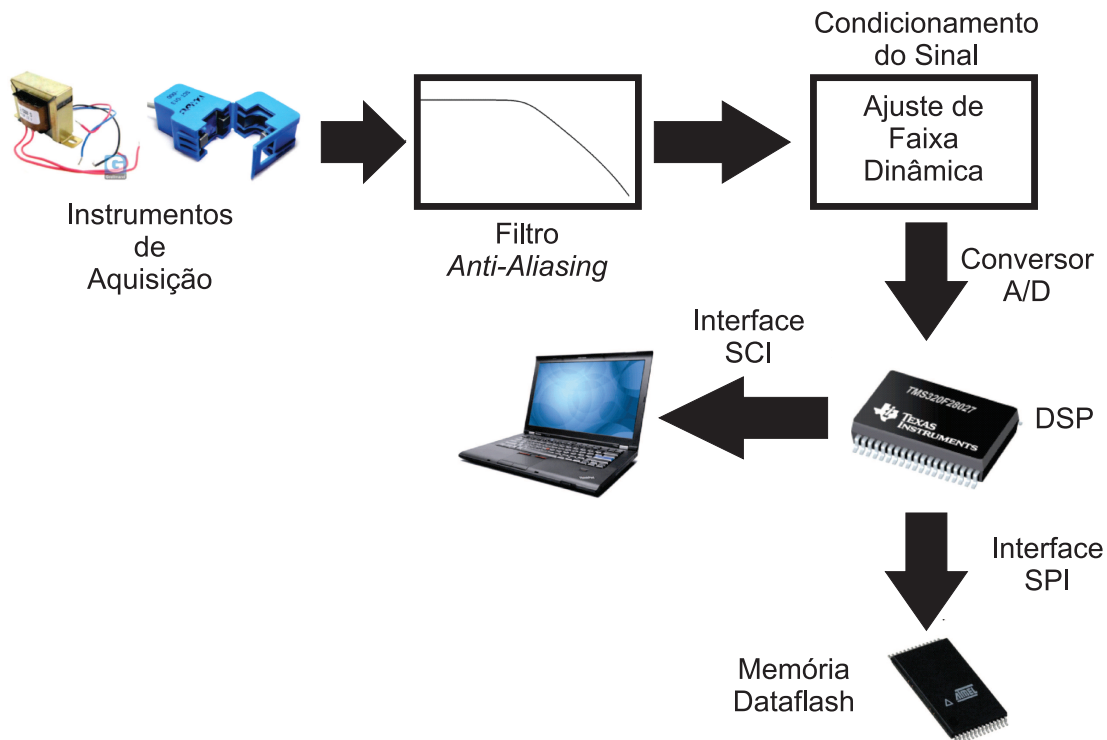 Condicionamento
do Sinal
Ajuste de
Faixa
Dinâmica
Instrumentos
de
Aquisição
Filtro
Anti-Aliasing
Conversor
A/D
Interface
SCI
TMS320F28027
TEXAS
INSTRUMENTS
DSP
Interface
SPI
Memória
Dataflash
ATMEL